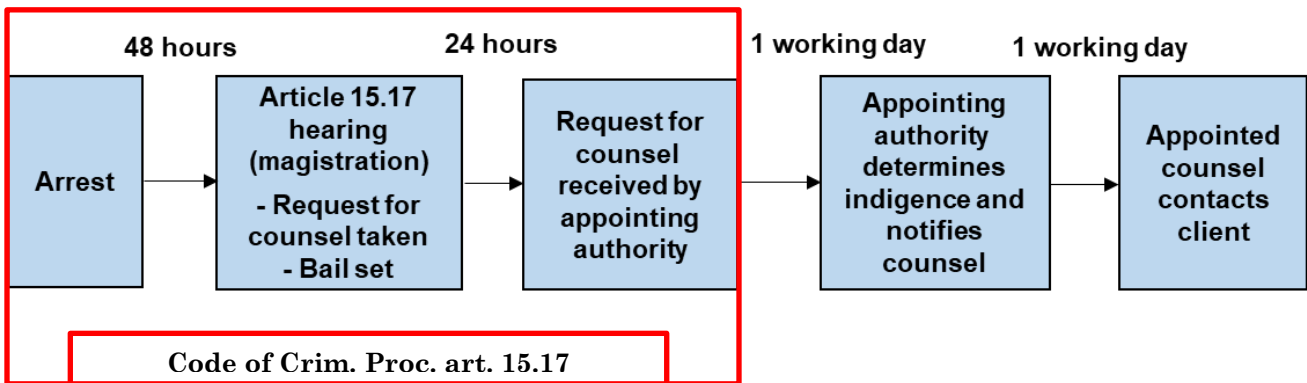 48 hours
24 hours
1 working day
1 working day
Arrest
Article 15.17
hearing
(magistration)
- Request for
counsel taken
- Bail set
Request for
counsel
received by
appointing
authority
Appointing
authority
determines
indigence and
notifies
counsel
Appointed
counsel
contacts
client
Code of Crim. Proc. art. 15.17